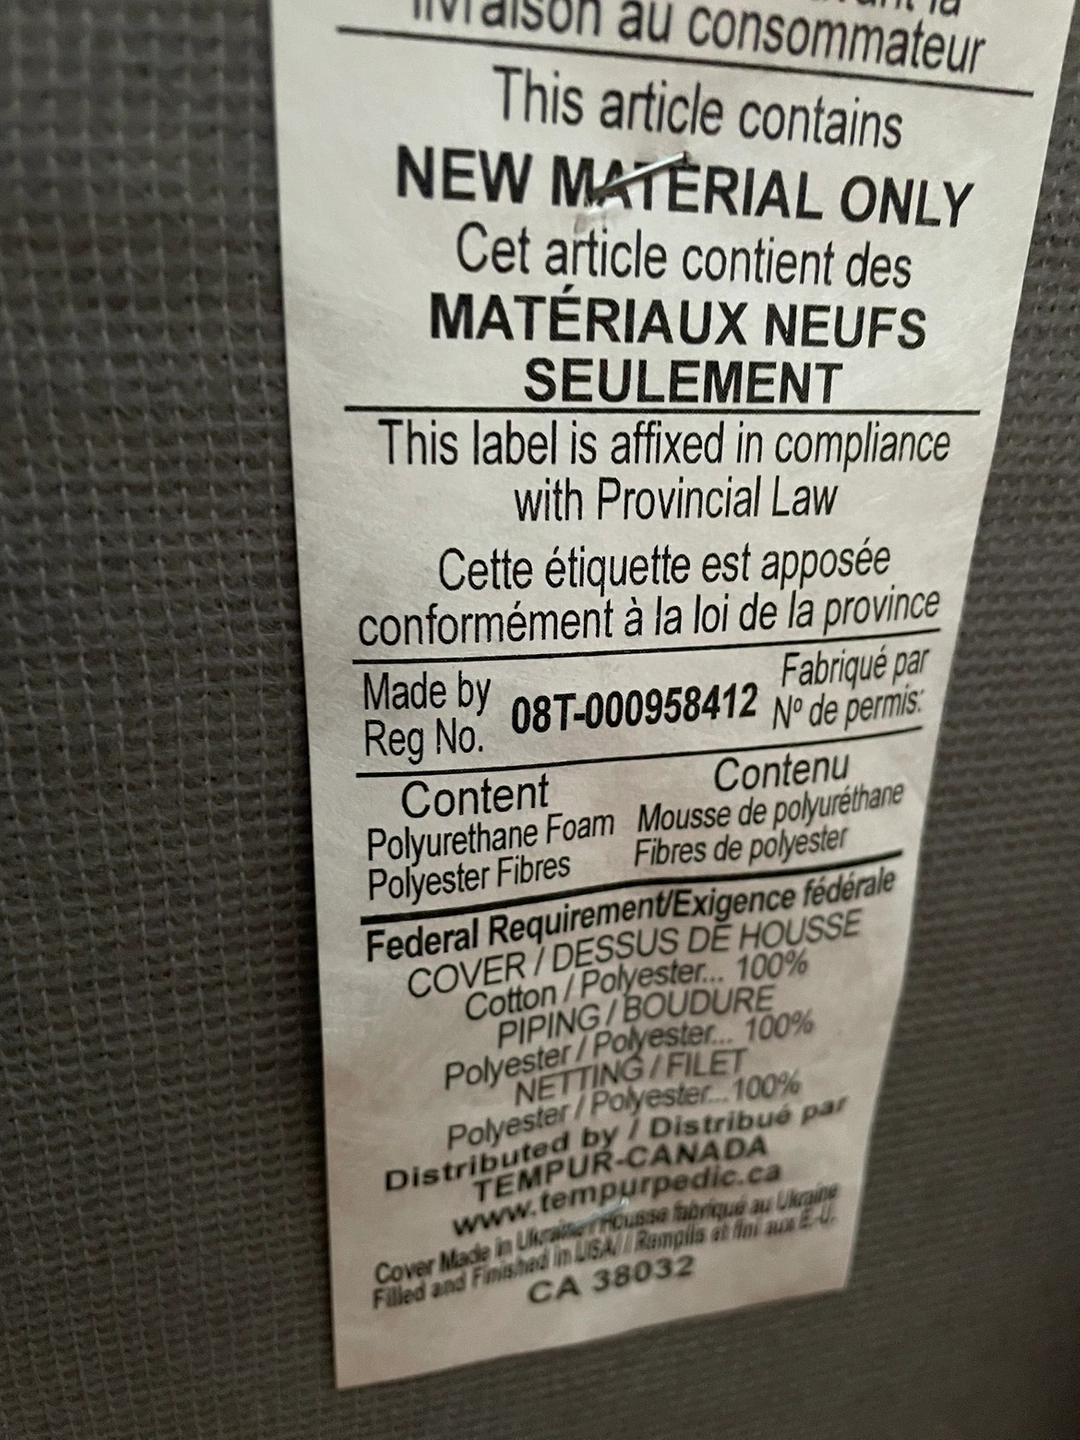 livraison au consommateur
This article contains
NEW MATERIAL ONLY
Cet article contient des
MATÉRIAUX NEUFS
SEULEMENT
This label is affixed in compliance
with Provincial Law
Cette étiquette est apposée
conformément à la loi de la province
Made by Reg No. 08T-000958412 Fabriqué par Nº de permis:
Content Contenu
Polyurethane Foam Mousse de polyuréthane
Polyester Fibres Fibres de polyester
Federal Requirement/Exigence fédérale
COVER / DESSUS DE HOUSSE
Cotton / Polyester... 100%
PIPING / BOUDURE
Polyester / Polyester... 100%
NETTING / FILET
Polyester / Polyester... 100%
Distributed by / Distribué par
TEMPUR-CANADA
www.tempurpedic.ca
Cover Made in Ukraine / Housse fabriqué au Ukraine
Filled and Finished in USA / Remplis et fini aux É.-U.
CA 38032